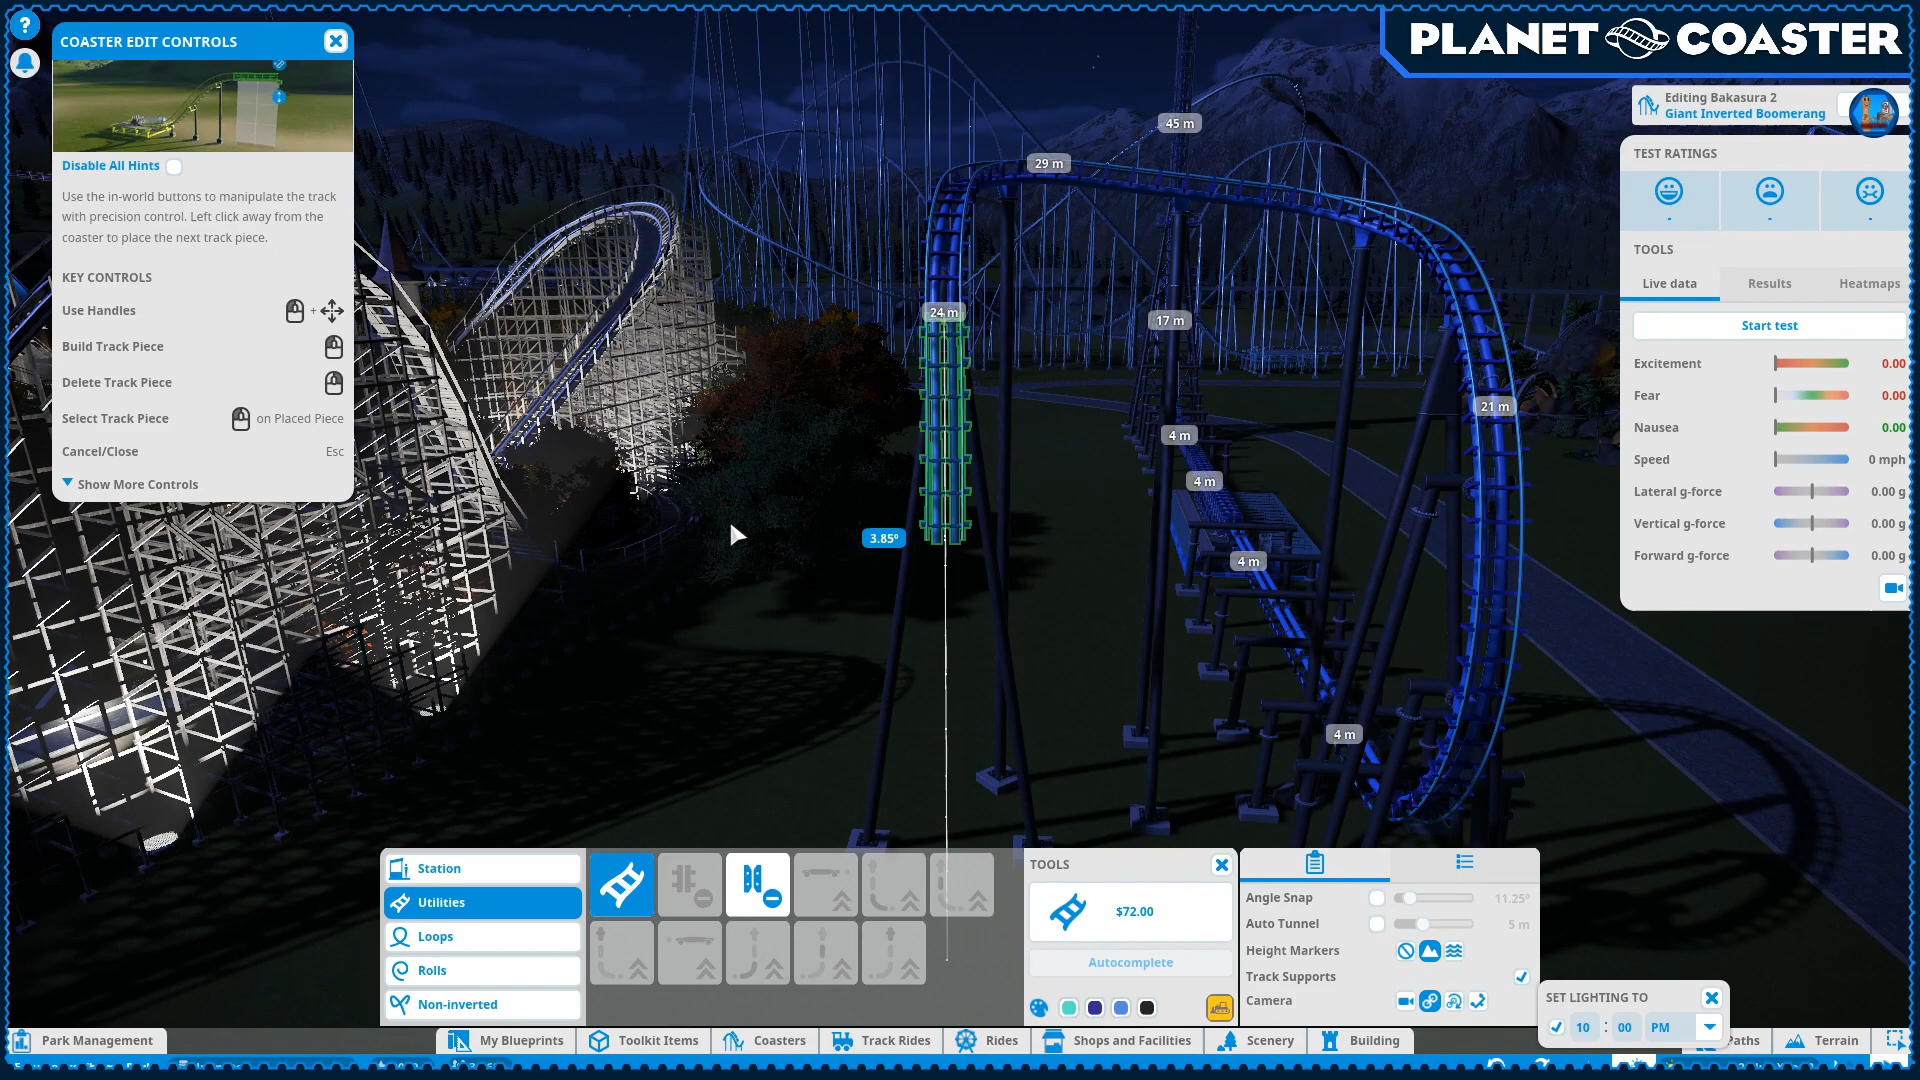 ?
COASTER EDIT CONTROLS
Disable All Hints
Use the in-world buttons to manipulate the track
with precision control. Left click away from the
coaster to place the next track piece.
KEY CONTROLS
Use Handles
+
Build Track Piece
Delete Track Piece
Select Track Piece on Placed Piece
Cancel/Close Esc
Show More Controls
PLANET COASTER
Editing Bakasura 2
Giant Inverted Boomerang
TEST RATINGS
- - -
TOOLS
Live data Results Heatmaps
Start test
Excitement 0.00
Fear 0.00
Nausea 0.00
Speed 0 mph
Lateral g-force 0.00 g
Vertical g-force 0.00 g
Forward g-force 0.00 g
45 m
29 m
24 m
17 m
21 m
4 m
4 m
3.85°
4 m
4 m
Station
Utilities
Loops
Rolls
Non-inverted
TOOLS
$72.00
Autocomplete
Angle Snap 11.25°
Auto Tunnel 5 m
Height Markers
Track Supports
Camera
SET LIGHTING TO
10 : 00 PM
Park Management
My Blueprints
Toolkit Items
Coasters
Track Rides
Rides
Shops and Facilities
Scenery
Building
Paths
Terrain